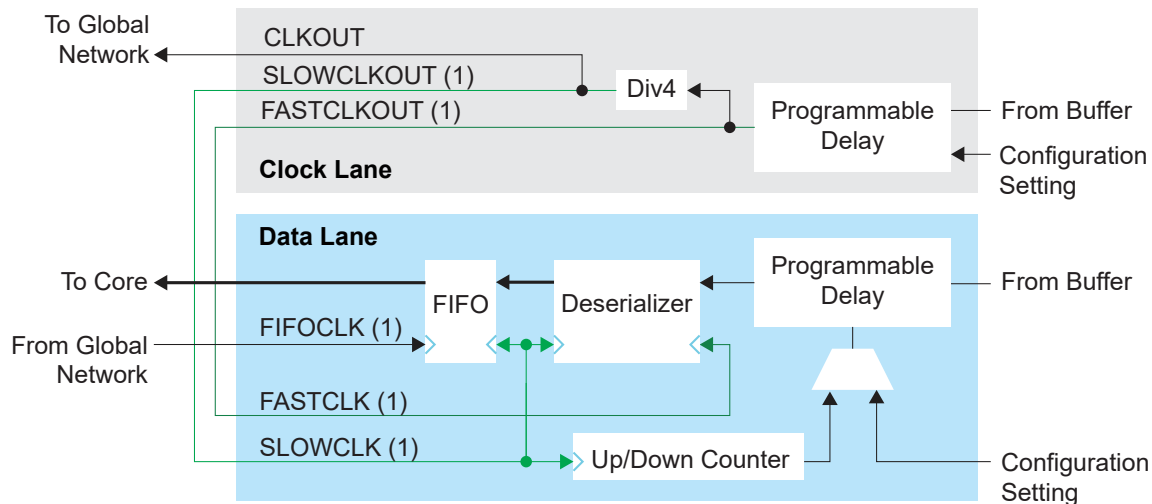 To Global
Network
CLKOUT
SLOWCLKOUT (1)
FASTCLKOUT (1)
Div4
Programmable
Delay
From Buffer
Configuration
Setting
Clock Lane
Data Lane
To Core
FIFO
Deserializer
Programmable
Delay
From Buffer
FIFOCLK (1)
From Global
Network
FASTCLK (1)
SLOWCLK (1)
Up/Down Counter
Configuration
Setting